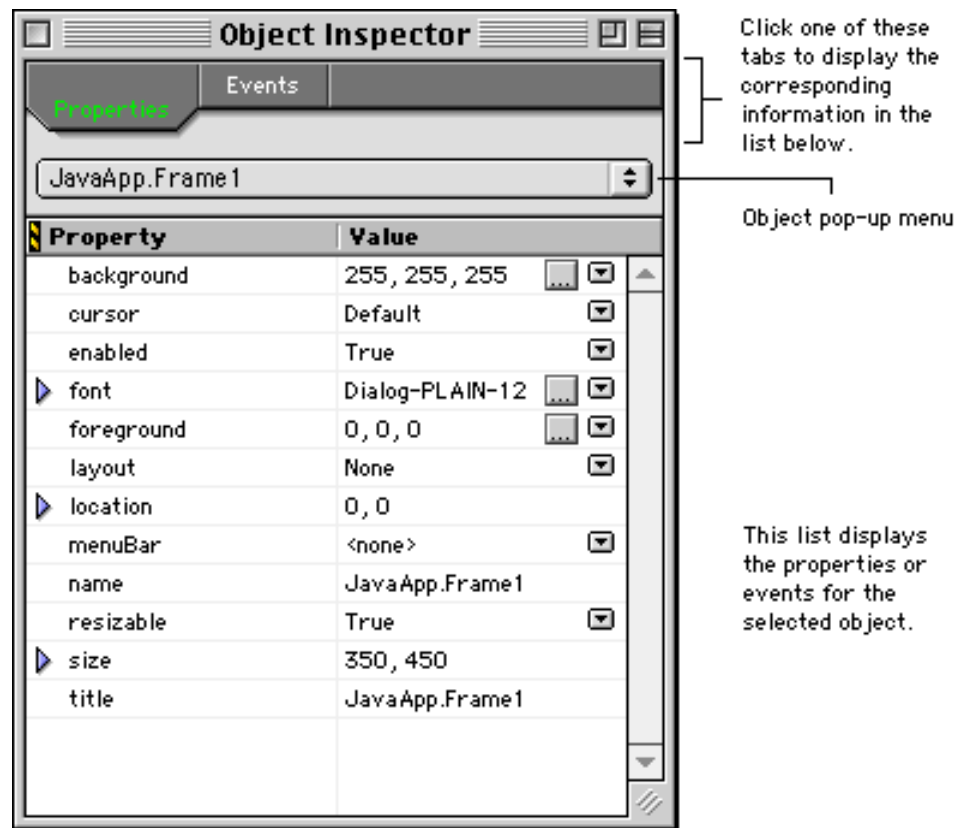 Object Inspector
Properties
Events
JavaApp.Frame1
Property Value
background 255, 255, 255 ...
cursor Default
enabled True
font Dialog-PLAIN-12 ...
foreground 0, 0, 0 ...
layout None
location 0, 0
menuBar <none>
name JavaApp.Frame1
resizable True
size 350, 450
title JavaApp.Frame1
Click one of these
tabs to display the
corresponding
information in the
list below.
Object pop-up menu
This list displays
the properties or
events for the
selected object.